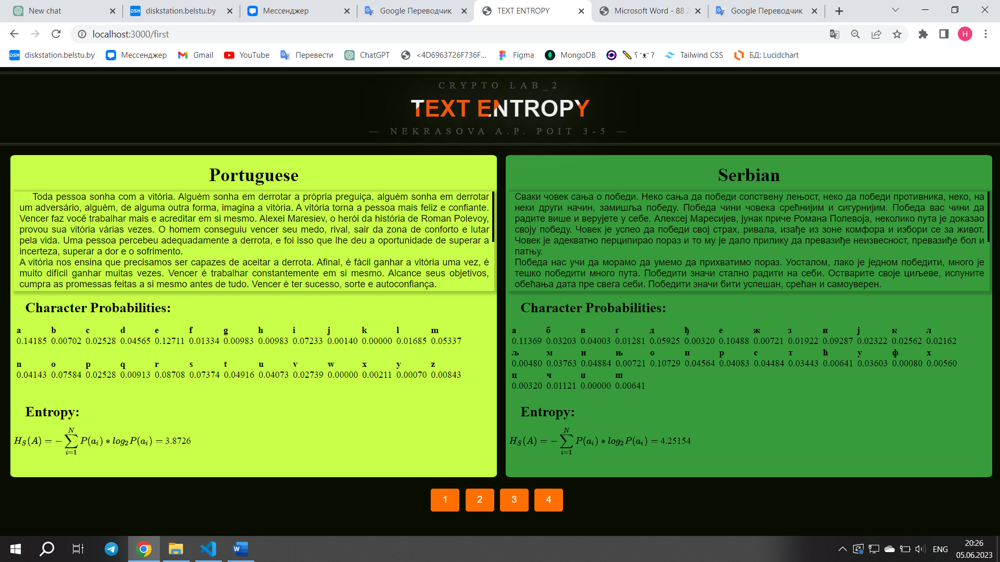 New chat
diskstation.belstu.by
Мессенджер
Google Переводчик
TEXT ENTROPY
Microsoft Word - 88 2
Google Переводчик
localhost:3000/first
H
diskstation.belstu.by
Мессенджер
Gmail
YouTube
Перевести
ChatGPT
<4D6963726F736F...
Figma
MongoDB
Tailwind CSS
БД: Lucidchart
CRYPTO LAB_2
TEXT ENTROPY
— NEKRASOVA A.P. POIT 3-5 —
Portuguese
Toda pessoa sonha com a vitória. Alguém sonha em derrotar a própria preguiça, alguém sonha em derrotar
um adversário, alguém, de alguma outra forma, imagina a vitória. A vitória torna a pessoa mais feliz e confiante.
Vencer faz você trabalhar mais e acreditar em si mesmo. Alexei Maresiev, o herói da história de Roman Polevoy,
provou sua vitória várias vezes. O homem conseguiu vencer seu medo, rival, sair da zona de conforto e lutar
pela vida. Uma pessoa percebeu adequadamente a derrota, e foi isso que lhe deu a oportunidade de superar a
incerteza, superar a dor e o sofrimento.
A vitória nos ensina que precisamos ser capazes de aceitar a derrota. Afinal, é fácil ganhar a vitória uma vez, é
muito difícil ganhar muitas vezes. Vencer é trabalhar constantemente em si mesmo. Alcance seus objetivos,
cumpra as promessas feitas a si mesmo antes de tudo. Vencer é ter sucesso, sorte e autoconfiança.
Character Probabilities:
a b c d e f g h i j k l m
0.14185 0.00702 0.02528 0.04565 0.12711 0.01334 0.00983 0.00983 0.07233 0.00140 0.00000 0.01685 0.05337
n o p q r s t u v w x y z
0.04143 0.07584 0.02528 0.00913 0.08708 0.07374 0.04916 0.04073 0.02739 0.00000 0.00211 0.00070 0.00843
Entropy:
H_S(A) = −∑_{i=1}^{N} P(a_i) * log_2 P(a_i) = 3.8726
Serbian
Сваки човек сања о победи. Неко сања да победи сопствену лењост, неко да победи противника, неко, на
неки други начин, замишља победу. Победа чини човека срећнијим и сигурнијим. Победа вас чини да
радите више и верујете у себе. Алексеј Маресијев, јунак приче Романа Полевоја, неколико пута је доказао
своју победу. Човек је успео да победи свој страх, ривала, изађе из зоне комфора и избори се за живот.
Човек је адекватно перципирао пораз и то му је дало прилику да превазиђе неизвесност, превазиђе бол и
патњу.
Победа нас учи да морамо да умемо да прихватимо пораз. Уосталом, лако је једном победити, много је
тешко победити много пута. Победити значи стално радити на себи. Остварите своје циљеве, испуните
обећања дата пре свега себи. Победити значи бити успешан, срећан и самоуверен.
Character Probabilities:
а б в г д ђ е ж з и ј к л
0.11369 0.03203 0.04003 0.01281 0.05925 0.00320 0.10488 0.00721 0.01922 0.09287 0.02322 0.02562 0.02162
љ м н њ о п р с т ћ у ф х
0.00480 0.03763 0.04884 0.00721 0.10729 0.04564 0.04083 0.04484 0.03443 0.00641 0.03603 0.00080 0.00560
ц ч џ ш
0.00320 0.01121 0.00000 0.00641
Entropy:
H_S(A) = −∑_{i=1}^{N} P(a_i) * log_2 P(a_i) = 4.25154
1 2 3 4
ENG
20:26
05.06.2023